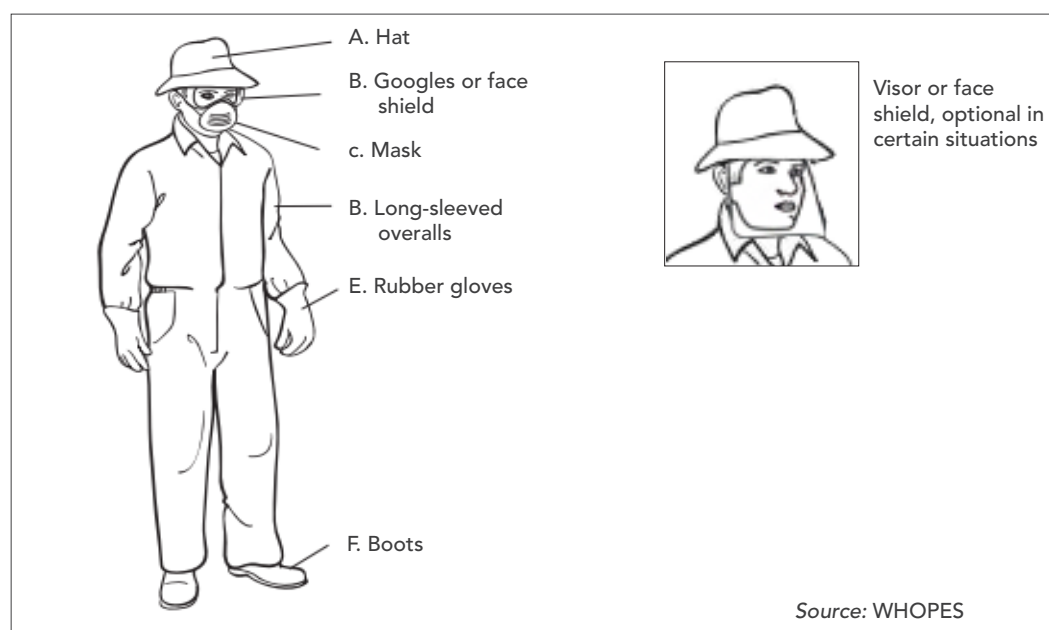 A. Hat
B. Googles or face
shield
c. Mask
B. Long-sleeved
overalls
E. Rubber gloves
F. Boots
Visor or face
shield, optional in
certain situations
Source: WHOPES